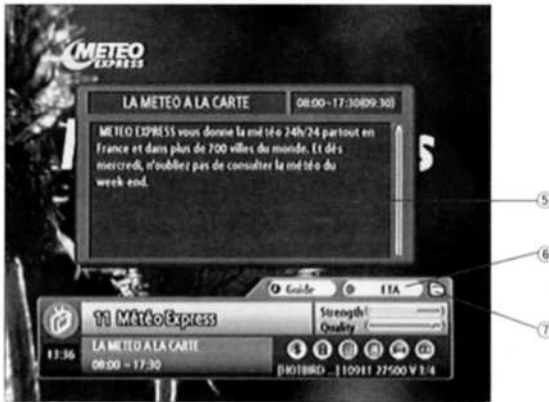 METEO
EXPRESS
LA METEO A LA CARTE 08:00~17:30(09:30)
METEO EXPRESS vous donne la météo 24h/24 partout en
France et dans plus de 700 villes du monde. Et dès
mercredi, n'oubliez pas de consulter la météo du
week-end.
⑤
⑥
⑦
Guide
11 Météo Express Strength
Quality
13:36 LA METEO A LA CARTE
08:00 ~ 17:30
[HOTBIRD ...] 10911 27500 V 3/4